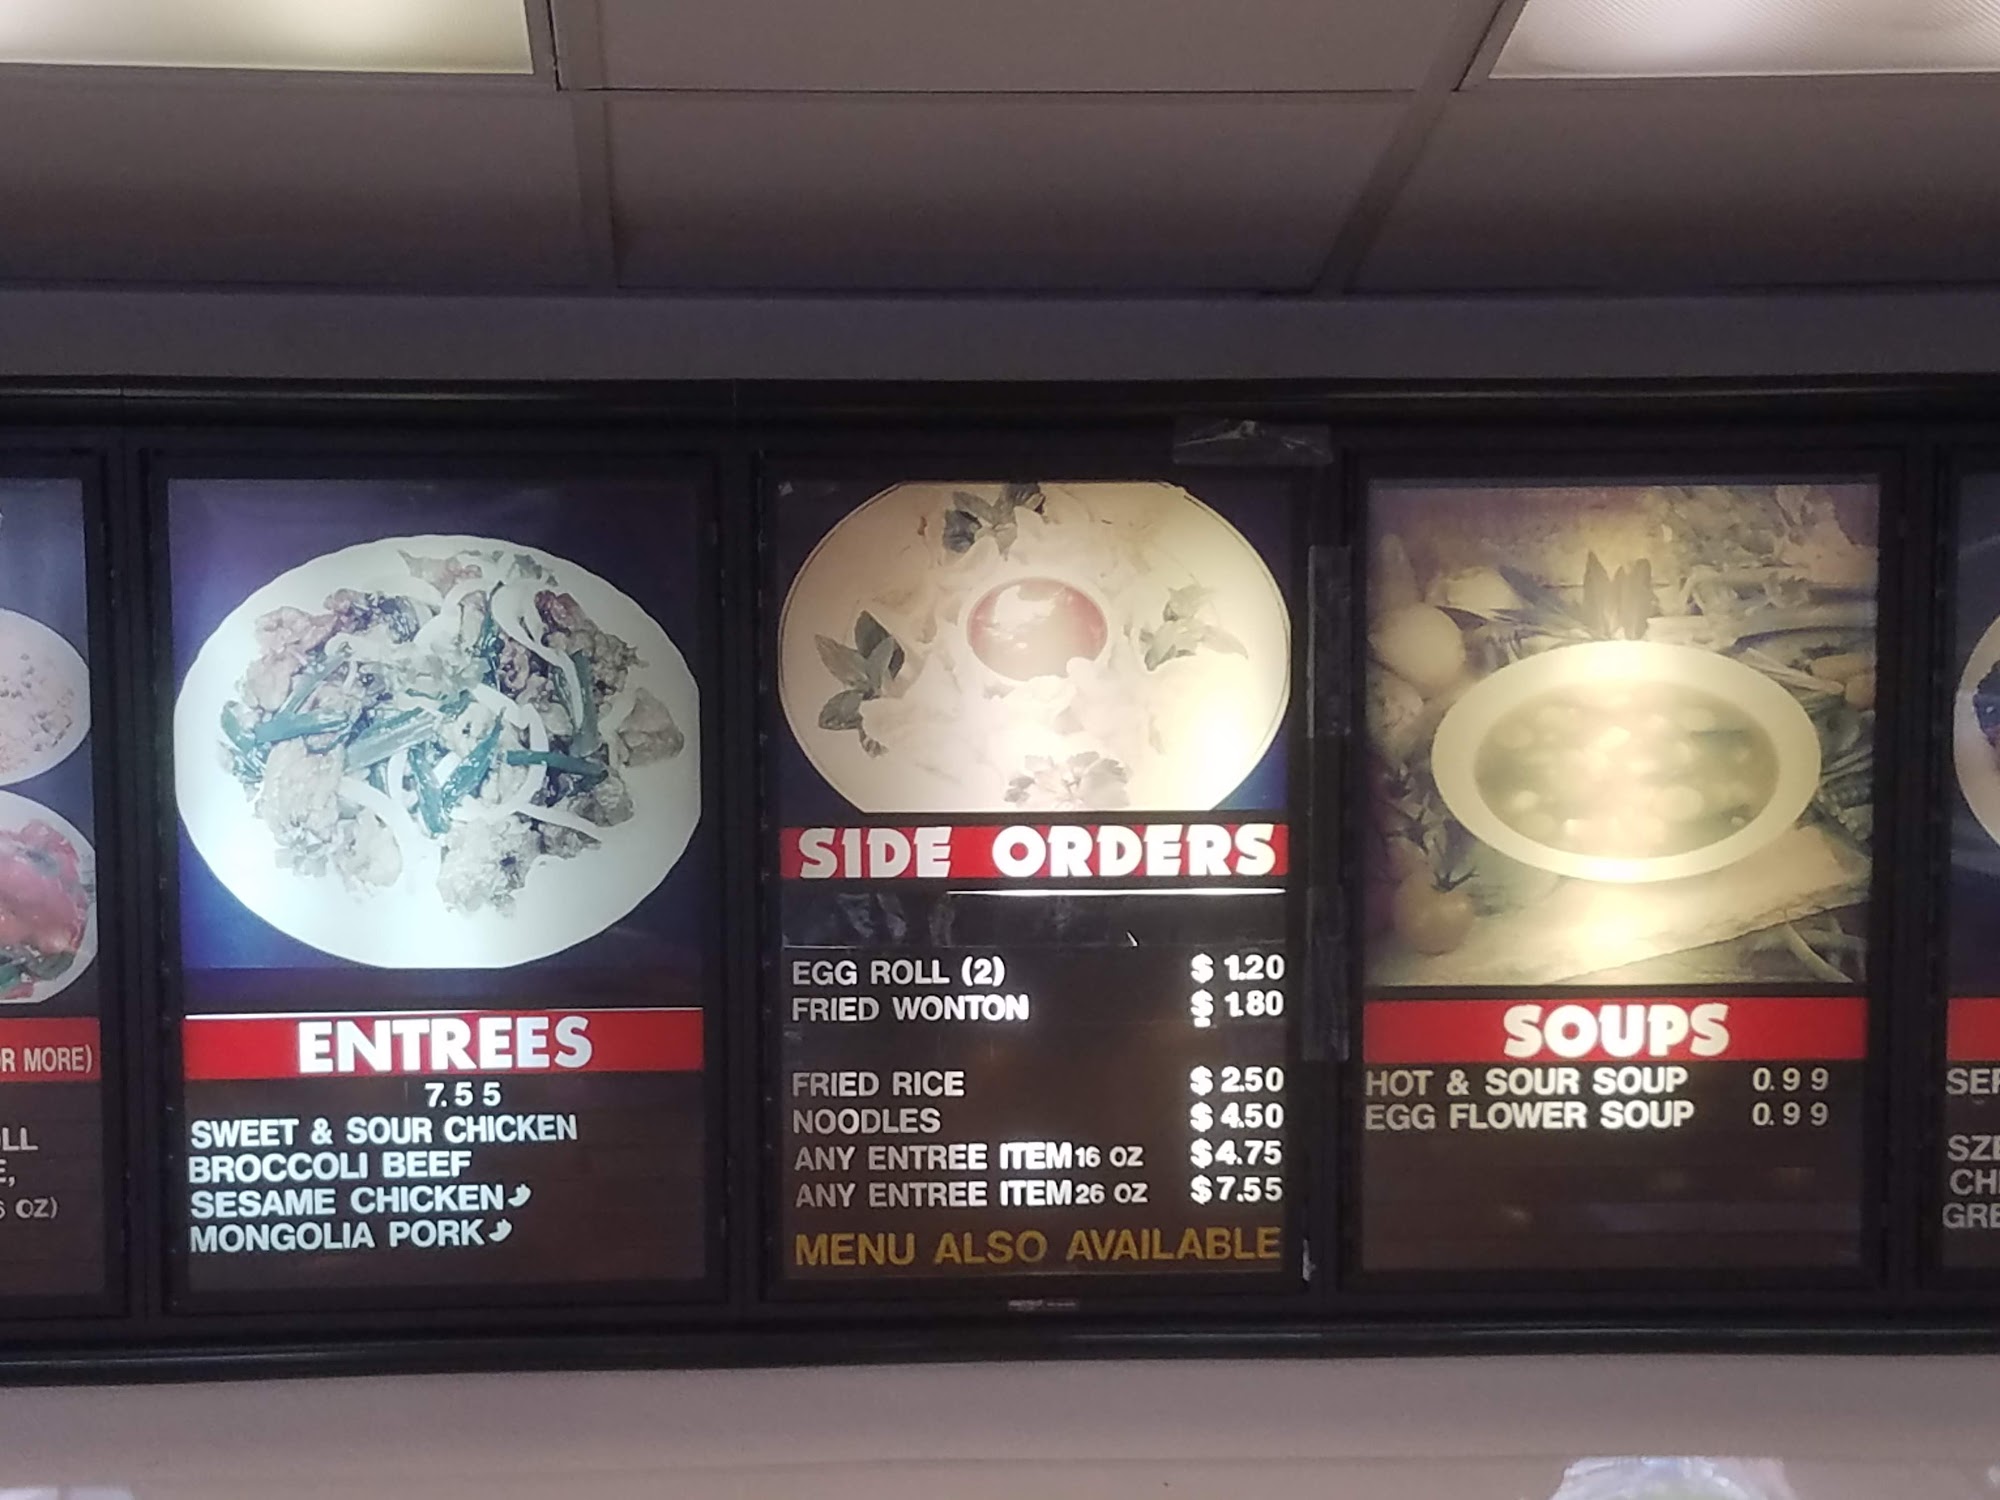 R MORE)
LL
E,
6 OZ)
ENTREES
7.55
SWEET & SOUR CHICKEN
BROCCOLI BEEF
SESAME CHICKEN
MONGOLIA PORK
SIDE ORDERS
EGG ROLL (2) $ 1.20
FRIED WONTON $ 1.80
FRIED RICE $ 2.50
NOODLES $ 4.50
ANY ENTREE ITEM 16 OZ $4.75
ANY ENTREE ITEM 26 OZ $7.55
MENU ALSO AVAILABLE
SOUPS
HOT & SOUR SOUP 0.99
EGG FLOWER SOUP 0.99
SZE
CH
GRE